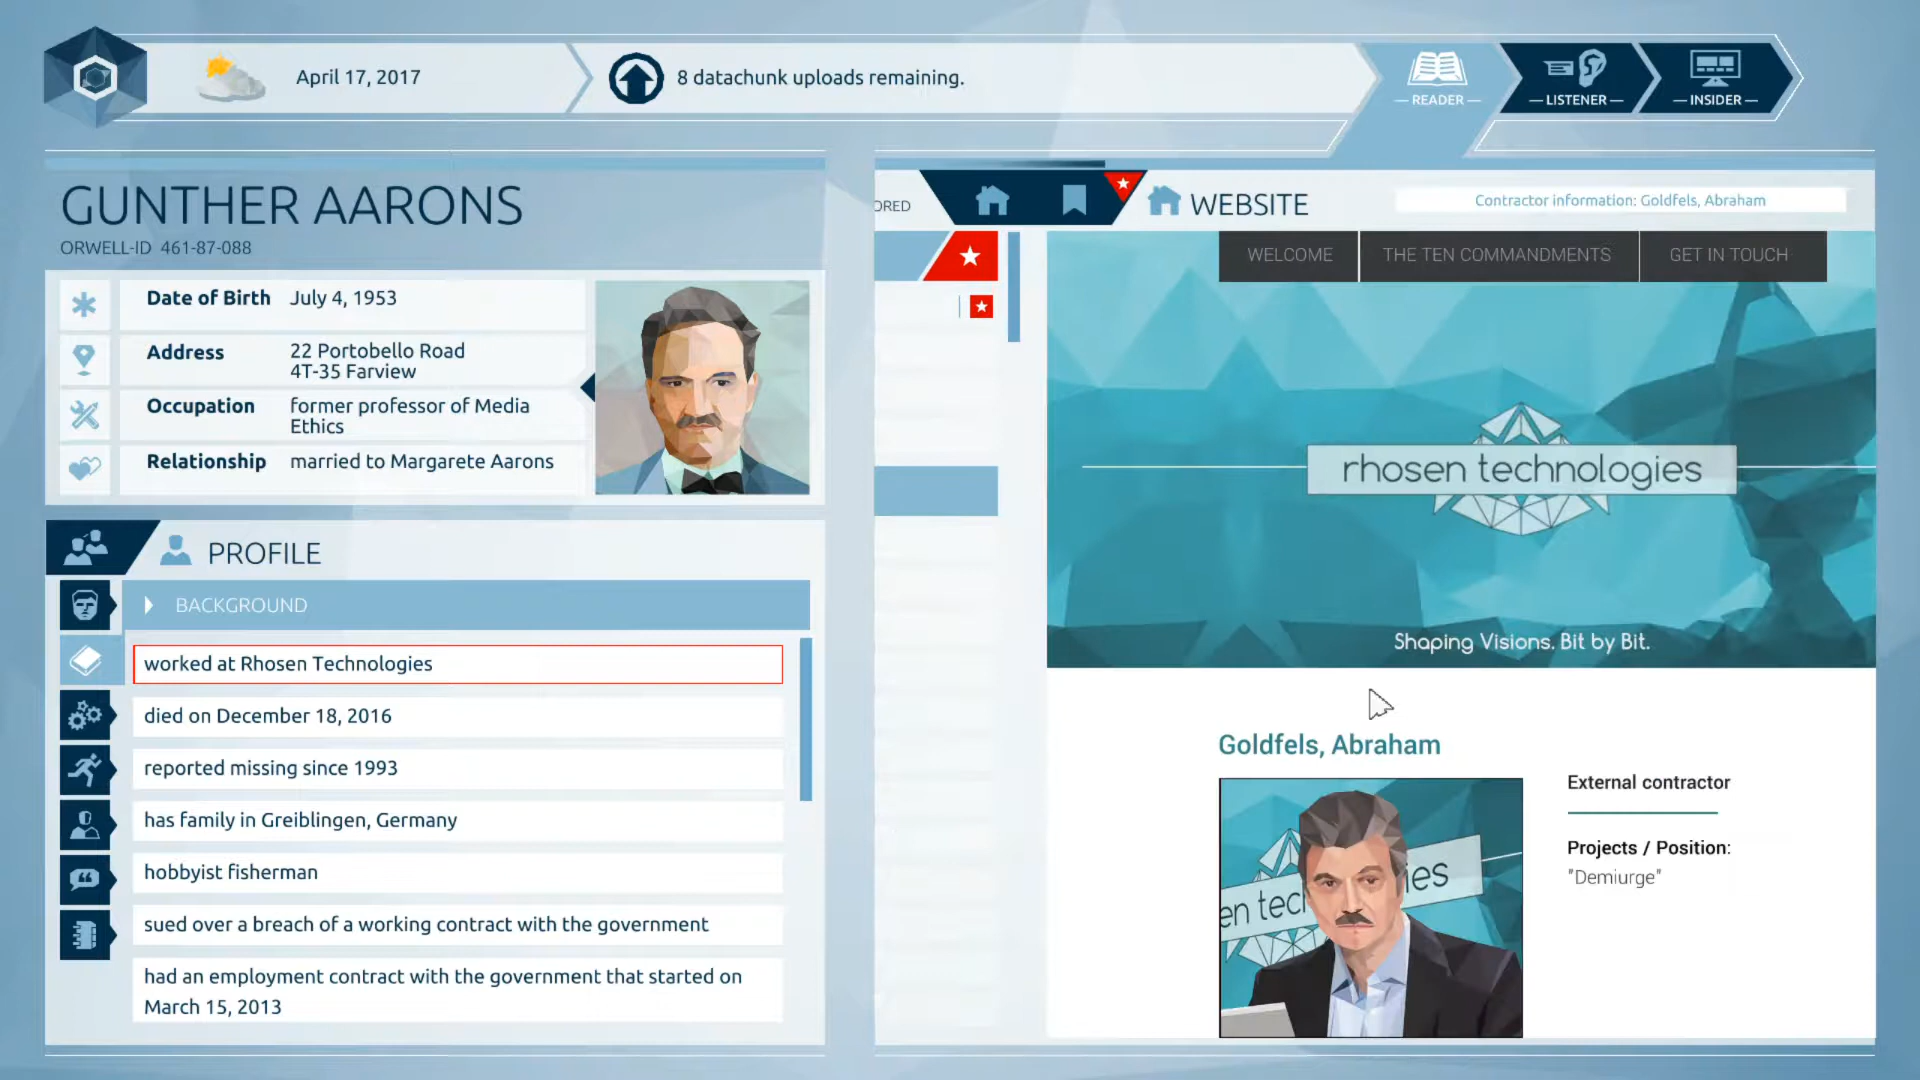 April 17, 2017
8 datachunk uploads remaining.
READER
LISTENER
INSIDER
GUNTHER AARONS
ORWELL-ID 461-87-088
Date of Birth July 4, 1953
Address 22 Portobello Road
4T-35 Farview
Occupation former professor of Media
Ethics
Relationship married to Margarete Aarons
PROFILE
BACKGROUND
worked at Rhosen Technologies
died on December 18, 2016
reported missing since 1993
has family in Greiblingen, Germany
hobbyist fisherman
sued over a breach of a working contract with the government
had an employment contract with the government that started on
March 15, 2013
ORED
WEBSITE
Contractor information: Goldfels, Abraham
WELCOME
THE TEN COMMANDMENTS
GET IN TOUCH
rhosen technologies
Shaping Visions. Bit by Bit.
Goldfels, Abraham
en tec ies
External contractor
Projects / Position:
"Demiurge"